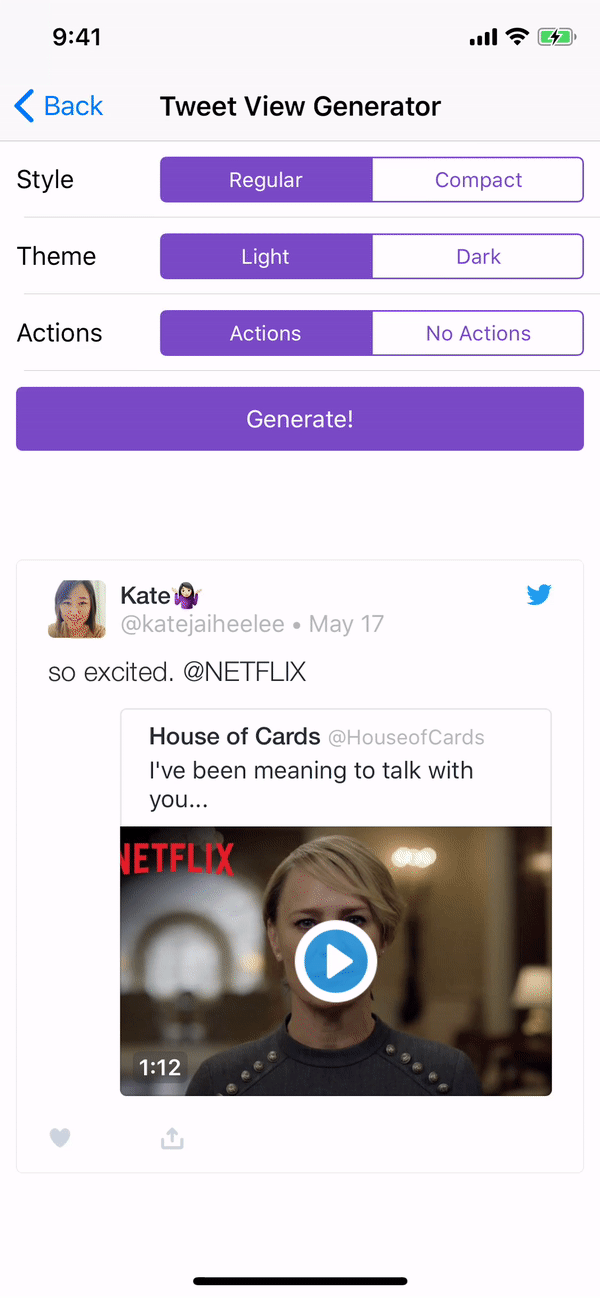 9:41
Back
Tweet View Generator
Style
Regular
Compact
Theme
Light
Dark
Actions
Actions
No Actions
Generate!
Kate🤷🏻‍♀️
@katejaiheelee • May 17
so excited. @NETFLIX
House of Cards @HouseofCards
I've been meaning to talk with
you...
NETFLIX
1:12